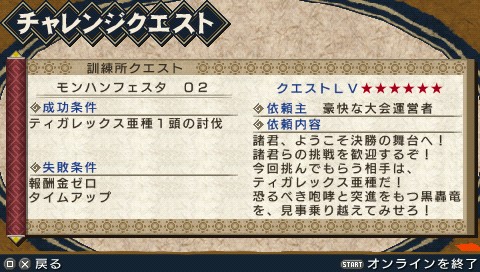 チャレンジクエスト
訓練所クエスト
モンハンフェスタ　０２
クエストＬＶ★★★★★★
成功条件
ティガレックス亜種１頭の討伐
失敗条件
報酬金ゼロ
タイムアップ
依頼主　豪快な大会運営者
依頼内容
諸君、ようこそ決勝の舞台へ！
諸君らの挑戦を歓迎するぞ！
今回挑んでもらう相手は、
ティガレックス亜種だ！
恐るべき咆哮と突進をもつ黒轟竜
を、見事乗り越えてみせろ！
戻る
START オンラインを終了